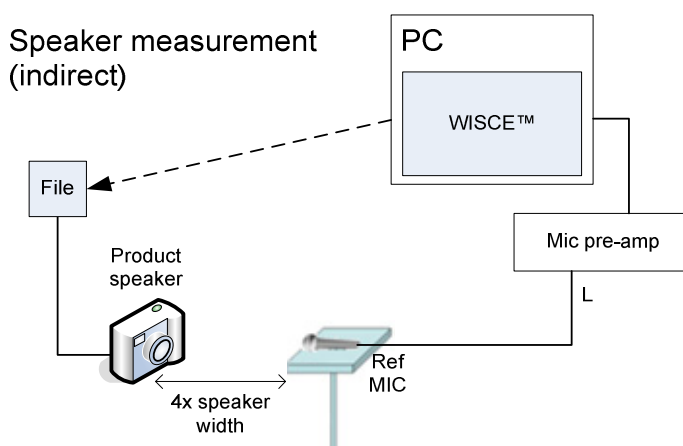 Speaker measurement
(indirect)
PC
WISCE™
File
Mic pre-amp
Product
speaker
L
Ref
MIC
4x speaker
width